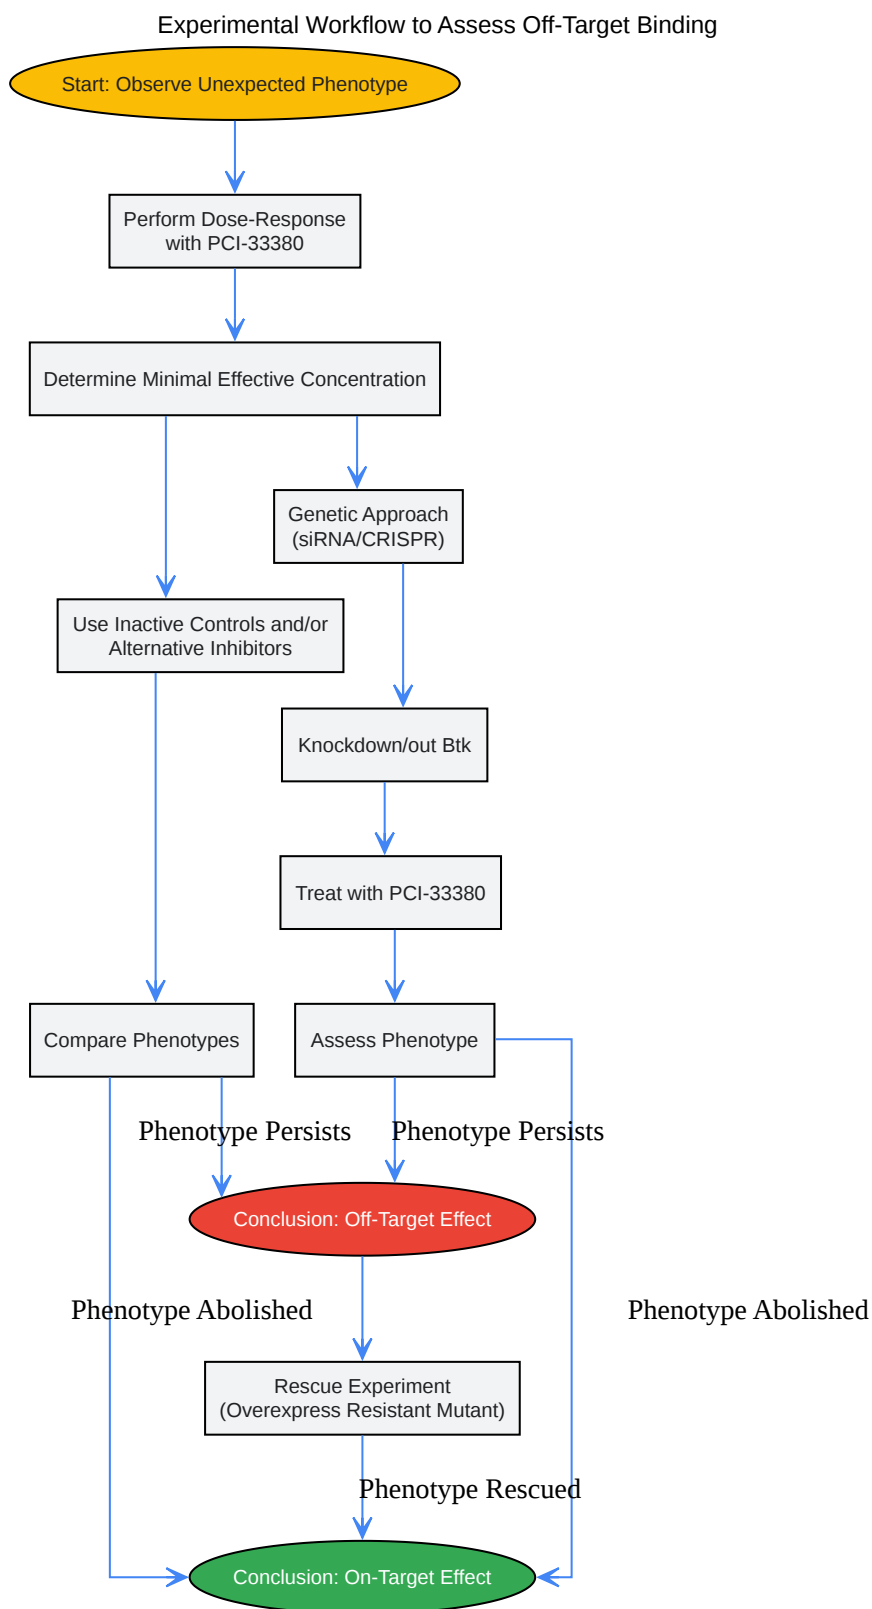 Experimental Workflow to Assess Off-Target Binding
Start: Observe Unexpected Phenotype
Perform Dose-Response
with PCI-33380
Determine Minimal Effective Concentration
Genetic Approach
(siRNA/CRISPR)
Use Inactive Controls and/or
Alternative Inhibitors
Knockdown/out Btk
Treat with PCI-33380
Compare Phenotypes
Assess Phenotype
Phenotype Persists
Phenotype Persists
Conclusion: Off-Target Effect
Phenotype Abolished
Phenotype Abolished
Rescue Experiment
(Overexpress Resistant Mutant)
Phenotype Rescued
Conclusion: On-Target Effect